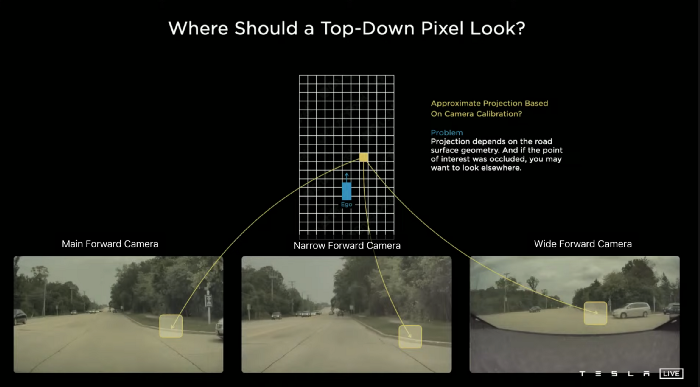 Where Should a Top-Down Pixel Look?
Approximate Projection Based
On Camera Calibration?
Problem
Projection depends on the road
surface geometry. And if the point
of interest was occluded, you may
want to look elsewhere.
Ego
Main Forward Camera
Narrow Forward Camera
Wide Forward Camera
TESLA LIVE